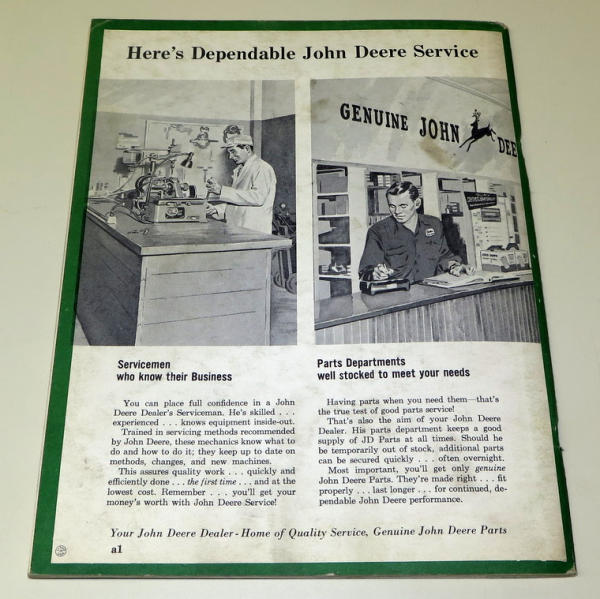 Here's Dependable John Deere Service
GENUINE JOHN DEE
Servicemen
who know their Business
You can place full confidence in a John
Deere Dealer's Serviceman. He's skilled . . .
experienced . . . knows equipment inside-out.
Trained in servicing methods recommended
by John Deere, these mechanics know what to
do and how to do it; they keep up to date on
methods, changes, and new machines.
This assures quality work . . . quickly and
efficiently done . . . the first time . . . and at the
lowest cost. Remember . . . you'll get your
money's worth with John Deere Service!
Parts Departments
well stocked to meet your needs
Having parts when you need them—that's
the true test of good parts service!
That's also the aim of your John Deere
Dealer. His parts department keeps a good
supply of JD Parts at all times. Should he
be temporarily out of stock, additional parts
can be secured quickly . . . often overnight.
Most important, you'll get only genuine
John Deere Parts. They're made right . . . fit
properly . . . last longer . . . for continued, de-
pendable John Deere performance.
Your John Deere Dealer - Home of Quality Service, Genuine John Deere Parts
a1